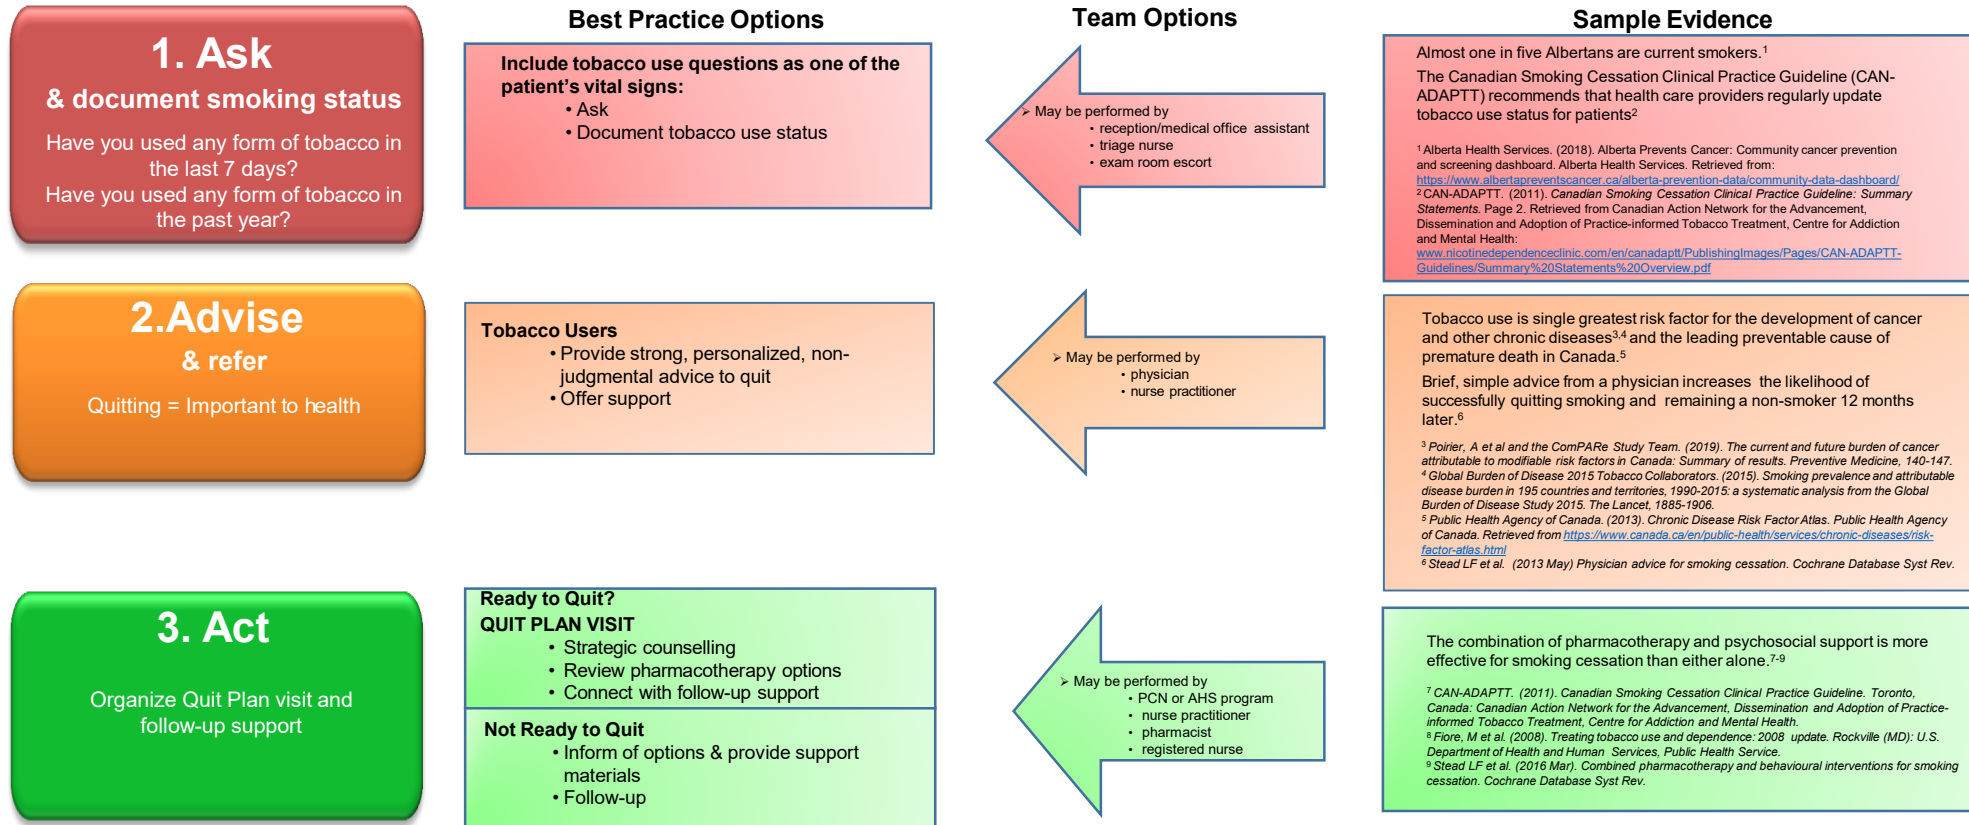 Best Practice Options
Team Options
Sample Evidence
1. Ask
& document smoking status
Have you used any form of tobacco in
the last 7 days?
Have you used any form of tobacco in
the past year?
Include tobacco use questions as one of the
patient's vital signs:
• Ask
• Document tobacco use status
➢ May be performed by
• reception/medical office assistant
• triage nurse
• exam room escort
Almost one in five Albertans are current smokers.¹
The Canadian Smoking Cessation Clinical Practice Guideline (CAN-
ADAPTT) recommends that health care providers regularly update
tobacco use status for patients²
¹ Alberta Health Services. (2018). Alberta Prevents Cancer: Community cancer prevention
and screening dashboard. Alberta Health Services. Retrieved from:
https://www.albertapreventscancer.ca/alberta-prevention-data/community-data-dashboard/
² CAN-ADAPTT. (2011). Canadian Smoking Cessation Clinical Practice Guideline: Summary
Statements. Page 2. Retrieved from Canadian Action Network for the Advancement,
Dissemination and Adoption of Practice-informed Tobacco Treatment, Centre for Addiction
and Mental Health:
www.nicotinedependenceclinic.com/en/canadaptt/PublishingImages/Pages/CAN-ADAPTT-
Guidelines/Summary%20Statements%20Overview.pdf
2.Advise
& refer
Quitting = Important to health
Tobacco Users
• Provide strong, personalized, non-
judgmental advice to quit
• Offer support
➢ May be performed by
• physician
• nurse practitioner
Tobacco use is single greatest risk factor for the development of cancer
and other chronic diseases³,⁴ and the leading preventable cause of
premature death in Canada.⁵
Brief, simple advice from a physician increases the likelihood of
successfully quitting smoking and remaining a non-smoker 12 months
later.⁶
³ Poirier, A et al and the ComPARe Study Team. (2019). The current and future burden of cancer
attributable to modifiable risk factors in Canada: Summary of results. Preventive Medicine, 140-147.
⁴ Global Burden of Disease 2015 Tobacco Collaborators. (2015). Smoking prevalence and attributable
disease burden in 195 countries and territories, 1990-2015: a systematic analysis from the Global
Burden of Disease Study 2015. The Lancet, 1885-1906.
⁵ Public Health Agency of Canada. (2013). Chronic Disease Risk Factor Atlas. Public Health Agency
of Canada. Retrieved from https://www.canada.ca/en/public-health/services/chronic-diseases/risk-
factor-atlas.html
⁶ Stead LF et al. (2013 May) Physician advice for smoking cessation. Cochrane Database Syst Rev.
3. Act
Organize Quit Plan visit and
follow-up support
Ready to Quit?
QUIT PLAN VISIT
• Strategic counselling
• Review pharmacotherapy options
• Connect with follow-up support
Not Ready to Quit
• Inform of options & provide support
materials
• Follow-up
➢ May be performed by
• PCN or AHS program
• nurse practitioner
• pharmacist
• registered nurse
The combination of pharmacotherapy and psychosocial support is more
effective for smoking cessation than either alone.⁷⁻⁹
⁷ CAN-ADAPTT. (2011). Canadian Smoking Cessation Clinical Practice Guideline. Toronto,
Canada: Canadian Action Network for the Advancement, Dissemination and Adoption of Practice-
informed Tobacco Treatment, Centre for Addiction and Mental Health.
⁸ Fiore, M et al. (2008). Treating tobacco use and dependence: 2008 update. Rockville (MD): U.S.
Department of Health and Human Services, Public Health Service.
⁹ Stead LF et al. (2016 Mar). Combined pharmacotherapy and behavioural interventions for smoking
cessation. Cochrane Database Syst Rev.